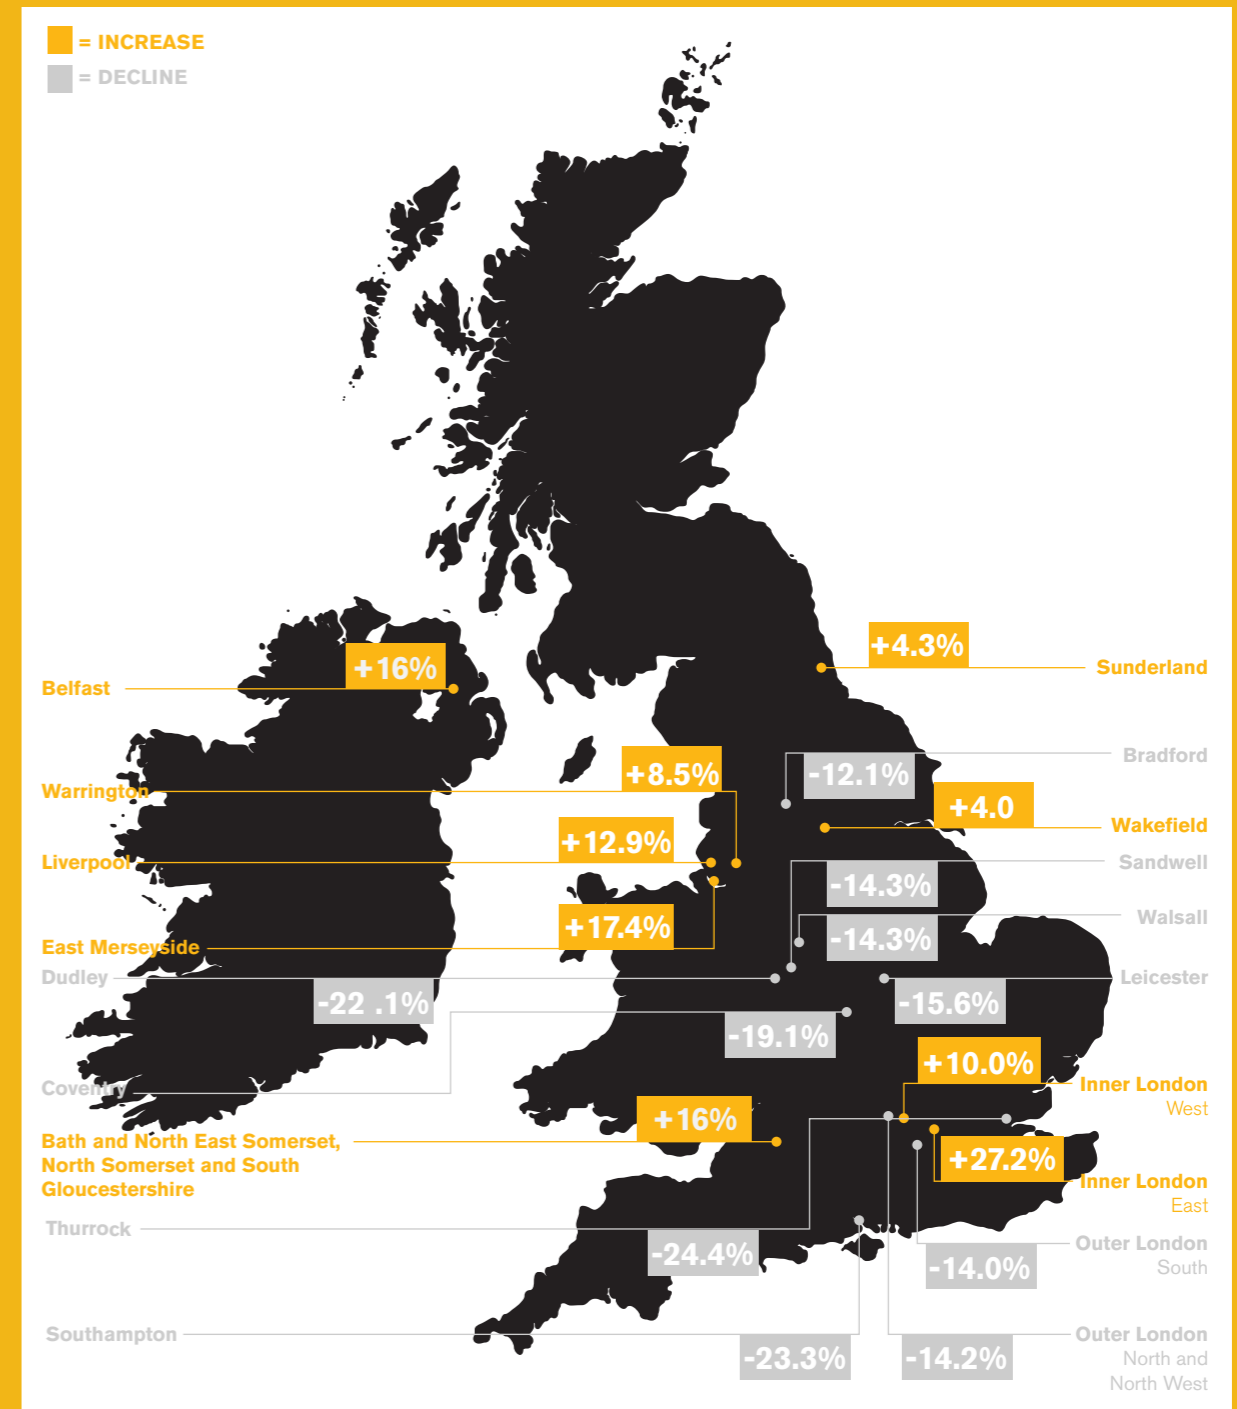 = INCREASE
= DECLINE
+4.3%
Sunderland
+16%
Belfast
Bradford
+8.5%
-12.1%
Warrington
+4.0
Wakefield
+12.9%
Liverpool
Sandwell
-14.3%
Walsall
+17.4%
-14.3%
East Merseyside
Dudley
Leicester
-22 .1%
-15.6%
-19.1%
+10.0%
Coventry
Inner London
West
+16%
Bath and North East Somerset,
North Somerset and South
Gloucestershire
+27.2%
Inner London
East
Thurrock
-24.4%
Outer London
South
-14.0%
Southampton
-23.3%
-14.2%
Outer London
North and
North West